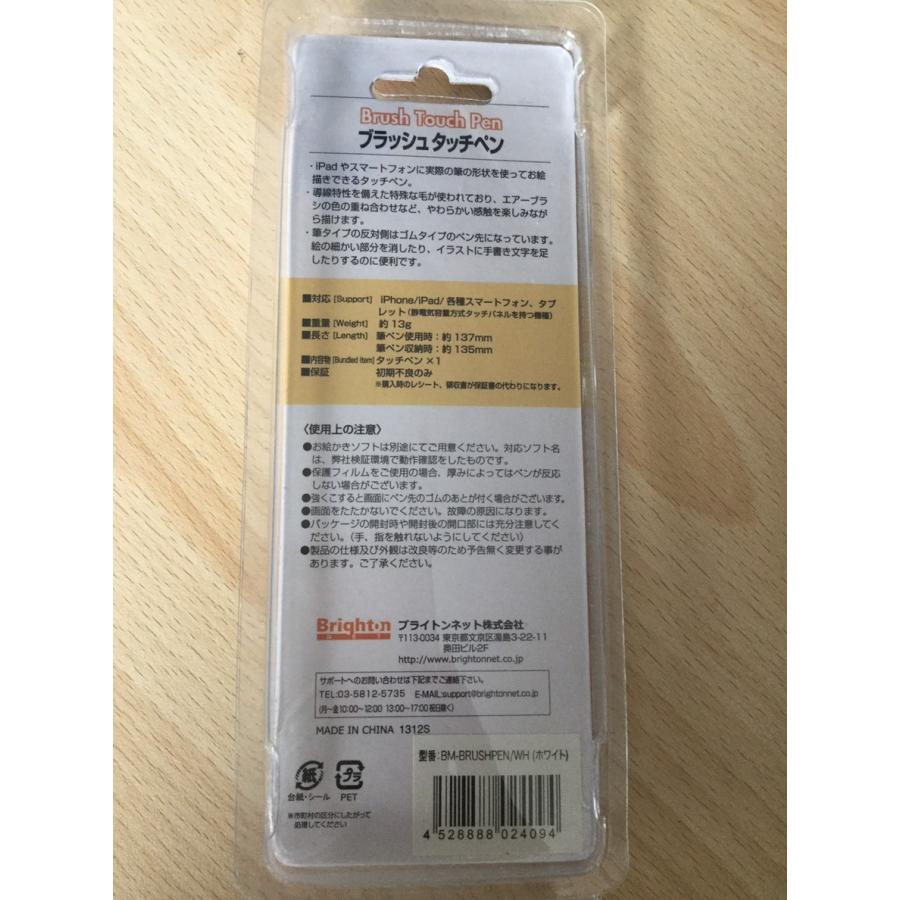 Brush Touch Pen
ブラッシュタッチペン
・iPadやスマートフォンに実際の筆の形状を使ってお絵
描きできるタッチペン。
・導線特性を備えた特殊な毛が使われており、エアーブラ
シの色の重ね合わせなど、やわらかい感触を楽しみなが
ら描けます。
・筆タイプの反対側はゴムタイプのペン先になっています。
絵の細かい部分を消したり、イラストに手書き文字を足
したりするのに便利です。
■対応 [Support] iPhone/iPad/各種スマートフォン、タブ
レット(静電気容量方式タッチパネルを持つ機種)
■重量 [Weight] 約13g
■長さ [Length] 筆ペン使用時：約137mm
筆ペン収納時：約135mm
■内容物 [Bundled item] タッチペン×1
■保証 初期不良のみ
※購入時のレシート、領収書が保証書の代わりになります。
〈使用上の注意〉
●お絵かきソフトは別途にてご用意ください。対応ソフト名
は、弊社検証環境で動作確認をしたものです。
●保護フィルムをご使用の場合、厚みによってはペンが反応
しない場合がございます。
●強くこすると画面にペン先のゴムのあとが付く場合がございます。
●画面をたたかないでください。故障の原因になります。
●パッケージの開封時や開封後の開口部には充分注意してく
ださい。(手、指を触れないようにしてください)
●製品の仕様及び外観は改良等のため予告無く変更する事が
あります。ご了承ください。
Brighton NET ブライトンネット株式会社
〒113-0034 東京都文京区湯島3-22-11
奥田ビル2F
http://www.brightonnet.co.jp
サポートへのお問い合わせは下記までご連絡下さい。
TEL:03-5812-5735 E-MAIL:support@brightonnet.co.jp
(月～金10:00～12:00 13:00～17:00祝日除く)
MADE IN CHINA 1312S
型番：BM-BRUSHPEN/WH (ホワイト)
4 528888 024094
紙 プラ
台紙・シール PET
※市町村の区分にしたがって
処理してください